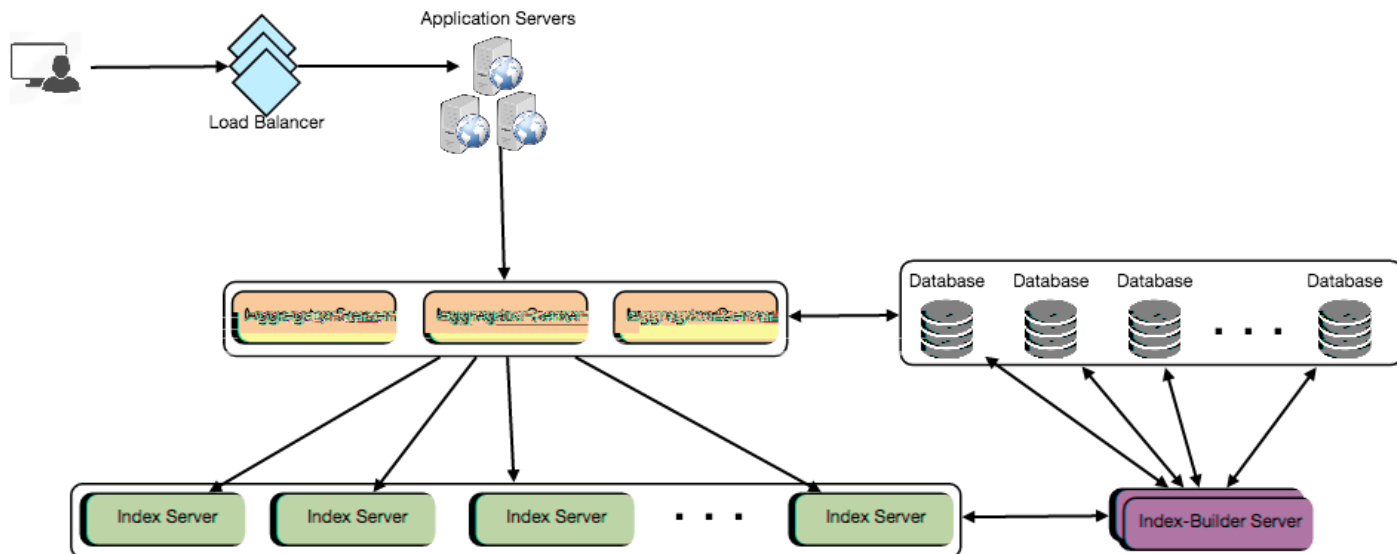 Application Servers
Load Balancer
Database
Database
Database
Database
Index Server
Index Server
Index Server
Index Server
Index-Builder Server